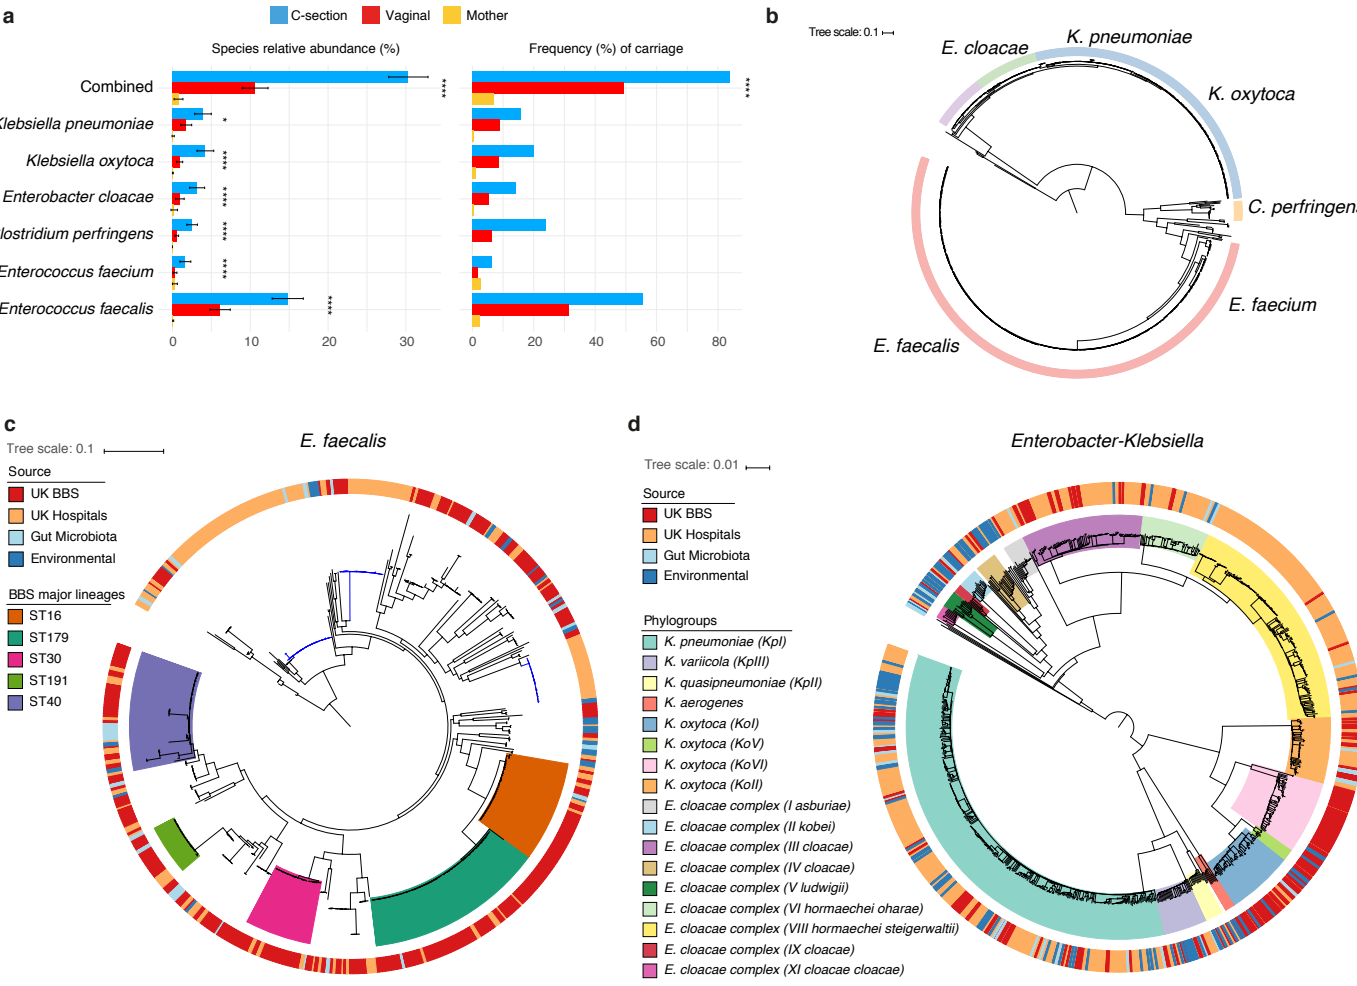 a
C-section Vaginal Mother
Species relative abundance (%)
Frequency (%) of carriage
Combined
Klebsiella pneumoniae
Klebsiella oxytoca
Enterobacter cloacae
Clostridium perfringens
Enterococcus faecium
Enterococcus faecalis
****
*
****
****
****
****
****
****
0 10 20 30
0 20 40 60 80
b
Tree scale: 0.1
E. cloacae
K. pneumoniae
K. oxytoca
C. perfringens
E. faecium
E. faecalis
c
E. faecalis
Tree scale: 0.1
Source
UK BBS
UK Hospitals
Gut Microbiota
Environmental
BBS major lineages
ST16
ST179
ST30
ST191
ST40
d
Enterobacter-Klebsiella
Tree scale: 0.01
Source
UK BBS
UK Hospitals
Gut Microbiota
Environmental
Phylogroups
K. pneumoniae (KpI)
K. variicola (KpIII)
K. quasipneumoniae (KpII)
K. aerogenes
K. oxytoca (KoI)
K. oxytoca (KoV)
K. oxytoca (KoVI)
K. oxytoca (KoII)
E. cloacae complex (I asburiae)
E. cloacae complex (II kobei)
E. cloacae complex (III cloacae)
E. cloacae complex (IV cloacae)
E. cloacae complex (V ludwigii)
E. cloacae complex (VI hormaechei oharae)
E. cloacae complex (VIII hormaechei steigerwaltii)
E. cloacae complex (IX cloacae)
E. cloacae complex (XI cloacae cloacae)